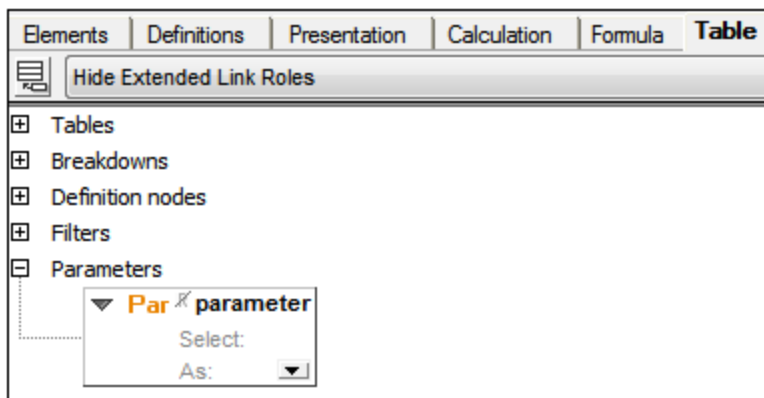 Elements Definitions Presentation Calculation Formula Table
Hide Extended Link Roles
Tables
Breakdowns
Definition nodes
Filters
Parameters
Par parameter
Select:
As: